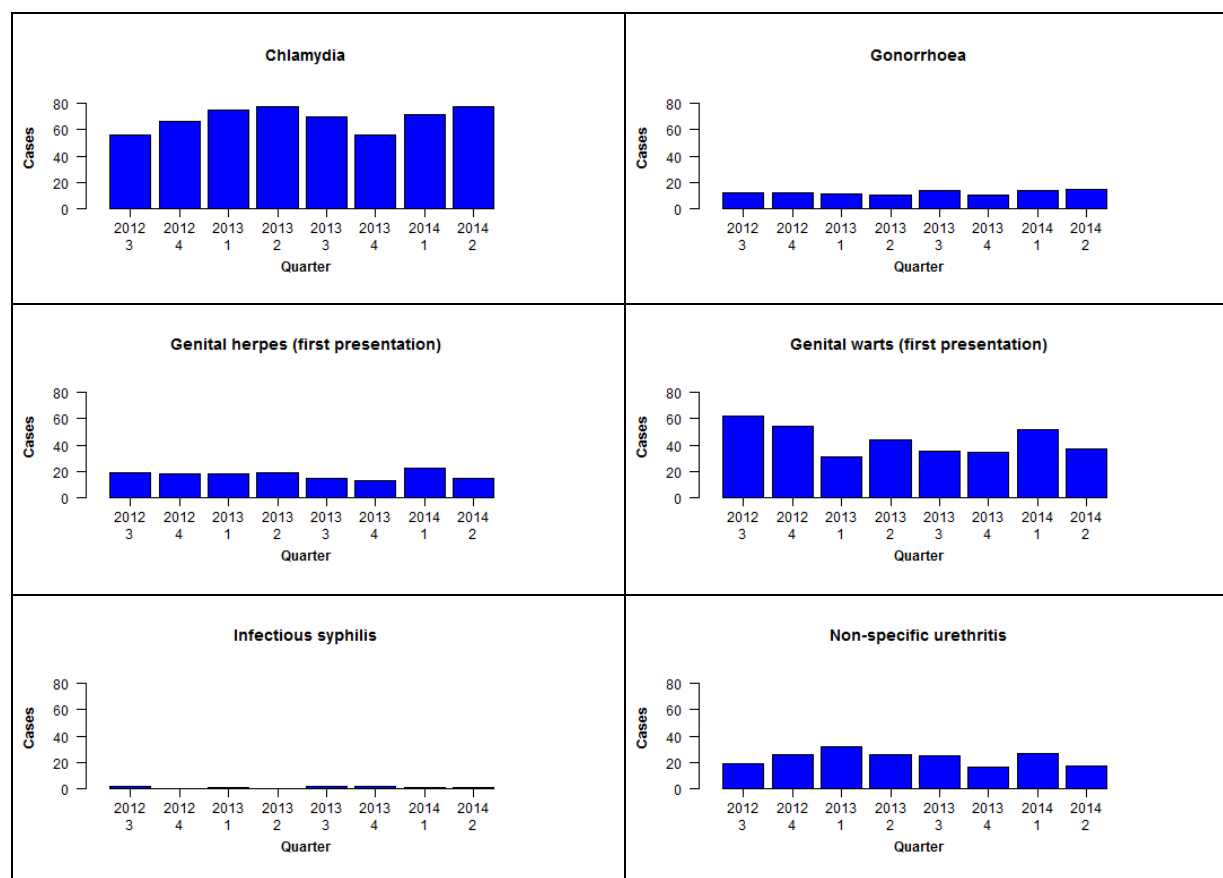 Chlamydia
Cases
80
60
40
20
0
2012 2012 2013 2013 2013 2013 2014 2014
3 4 1 2 3 4 1 2
Quarter
Gonorrhoea
Cases
80
60
40
20
0
2012 2012 2013 2013 2013 2013 2014 2014
3 4 1 2 3 4 1 2
Quarter
Genital herpes (first presentation)
Cases
80
60
40
20
0
2012 2012 2013 2013 2013 2013 2014 2014
3 4 1 2 3 4 1 2
Quarter
Genital warts (first presentation)
Cases
80
60
40
20
0
2012 2012 2013 2013 2013 2013 2014 2014
3 4 1 2 3 4 1 2
Quarter
Infectious syphilis
Cases
80
60
40
20
0
2012 2012 2013 2013 2013 2013 2014 2014
3 4 1 2 3 4 1 2
Quarter
Non-specific urethritis
Cases
80
60
40
20
0
2012 2012 2013 2013 2013 2013 2014 2014
3 4 1 2 3 4 1 2
Quarter